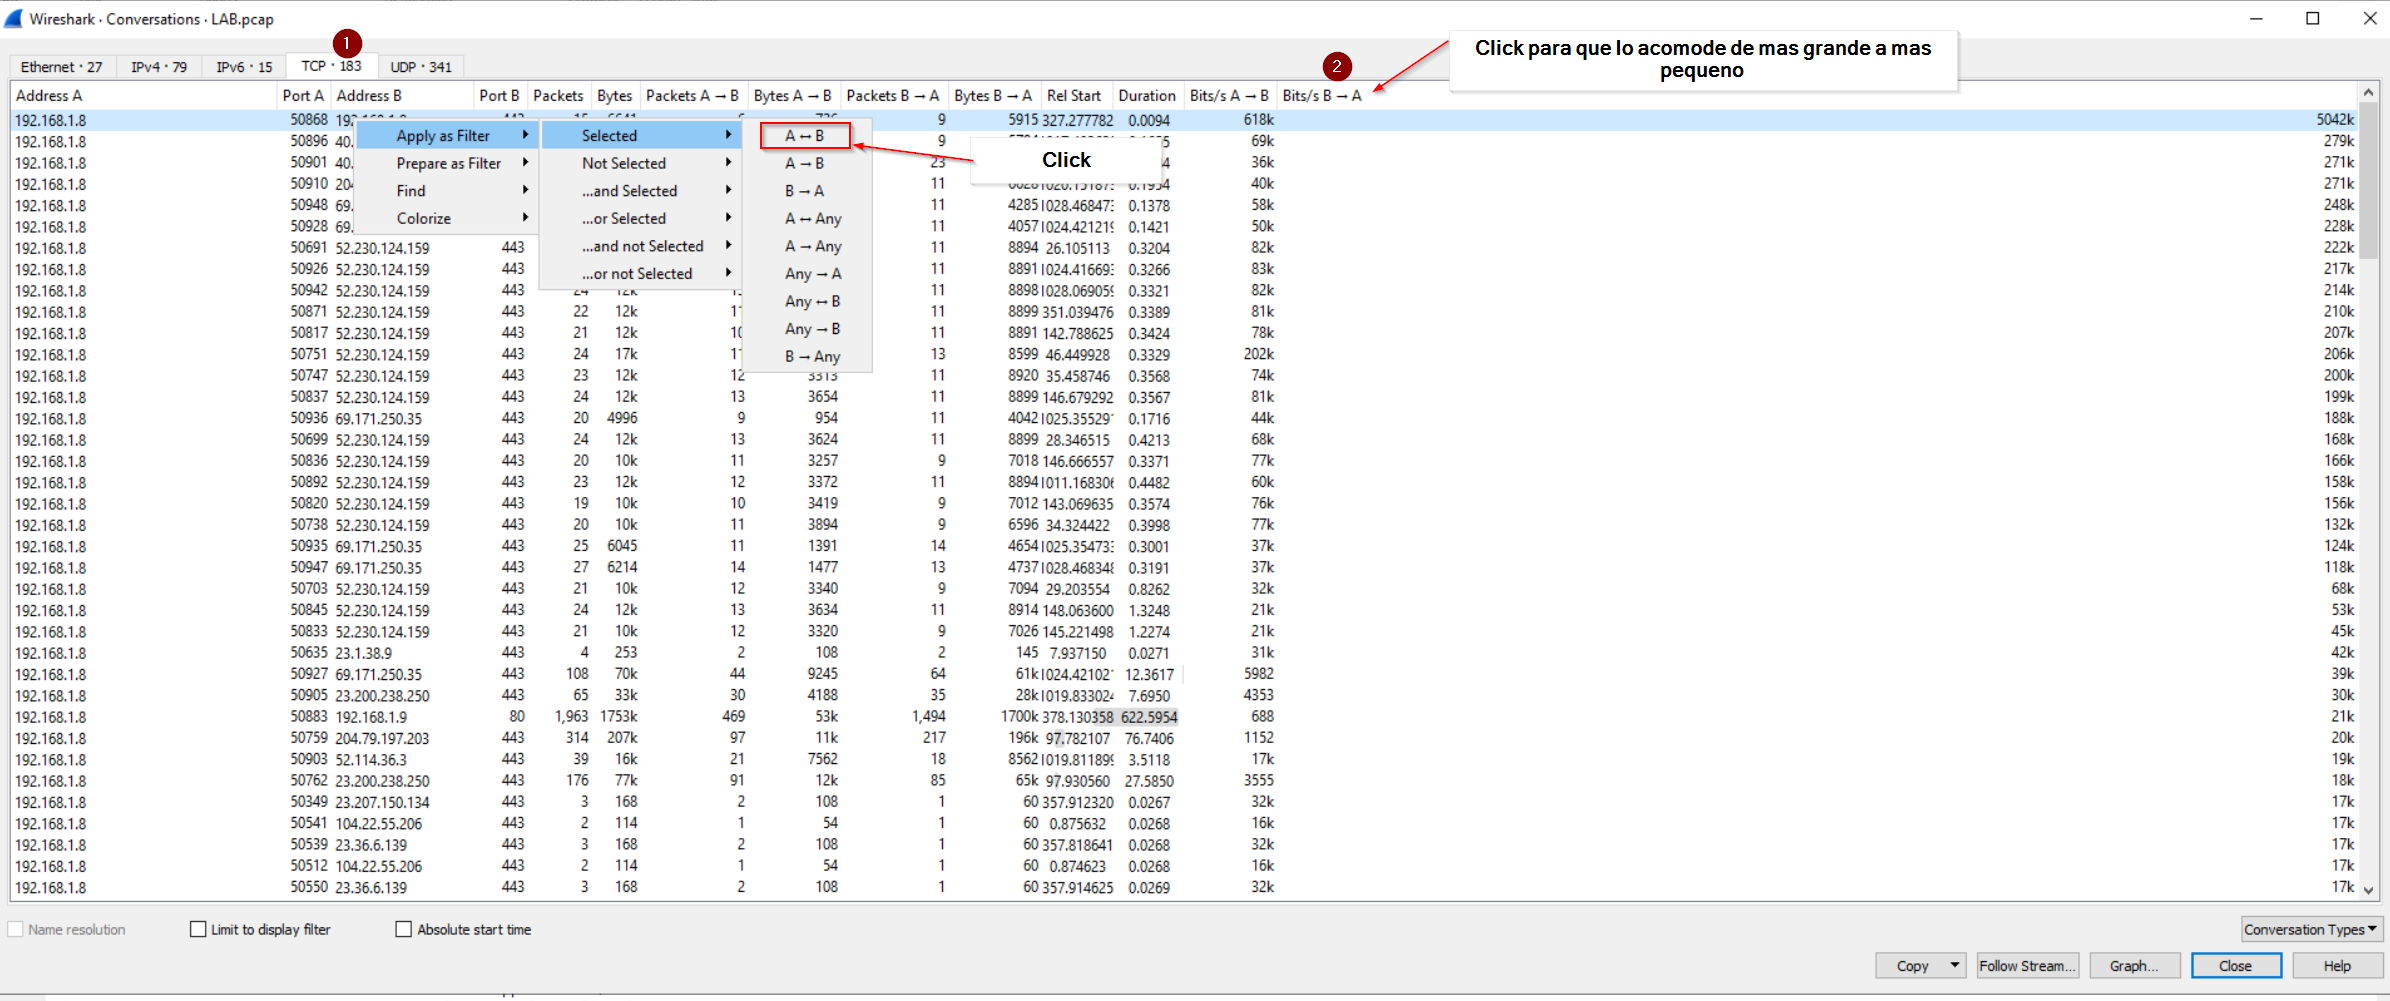 Wireshark · Conversations · LAB.pcap
1
Click para que lo acomode de mas grande a mas
pequeno
2
Ethernet · 27 IPv4 · 79 IPv6 · 15 TCP · 183 UDP · 341
Address A Port A Address B Port B Packets Bytes Packets A → B Bytes A → B Packets B → A Bytes B → A Rel Start Duration Bits/s A → B Bits/s B → A
192.168.1.8 50868 9 5915 327.277782 0.0094 618k 5042k
192.168.1.8 50896 40. 9 69k 279k
192.168.1.8 50901 40. 23 36k 271k
192.168.1.8 50910 11 40k 271k
192.168.1.8 50948 69. 11 4285 1028.468473 0.1378 58k 248k
192.168.1.8 50928 69. 11 4057 1024.421219 0.1421 50k 228k
192.168.1.8 50691 52.230.124.159 443 11 8894 26.105113 0.3204 82k 222k
192.168.1.8 50926 52.230.124.159 443 11 8891 1024.416693 0.3266 83k 217k
192.168.1.8 50942 52.230.124.159 443 24 12k 11 8898 1028.069059 0.3321 82k 214k
192.168.1.8 50871 52.230.124.159 443 22 12k 11 8899 351.039476 0.3389 81k 210k
192.168.1.8 50817 52.230.124.159 443 21 12k 10 11 8891 142.788625 0.3424 78k 207k
192.168.1.8 50751 52.230.124.159 443 24 17k 11 13 8599 46.449928 0.3329 202k 206k
192.168.1.8 50747 52.230.124.159 443 23 12k 12 3313 11 8920 35.458746 0.3568 74k 200k
192.168.1.8 50837 52.230.124.159 443 24 12k 13 3654 11 8899 146.679292 0.3567 81k 199k
192.168.1.8 50936 69.171.250.35 443 20 4996 9 954 11 4042 1025.355291 0.1716 44k 188k
192.168.1.8 50699 52.230.124.159 443 24 12k 13 3624 11 8899 28.346515 0.4213 68k 168k
192.168.1.8 50836 52.230.124.159 443 20 10k 11 3257 9 7018 146.666557 0.3371 77k 166k
192.168.1.8 50892 52.230.124.159 443 23 12k 12 3372 11 8894 1011.168306 0.4482 60k 158k
192.168.1.8 50820 52.230.124.159 443 19 10k 10 3419 9 7012 143.069635 0.3574 76k 156k
192.168.1.8 50738 52.230.124.159 443 20 10k 11 3894 9 6596 34.324422 0.3998 77k 132k
192.168.1.8 50935 69.171.250.35 443 25 6045 11 1391 14 4654 1025.354733 0.3001 37k 124k
192.168.1.8 50947 69.171.250.35 443 27 6214 14 1477 13 4737 1028.468348 0.3191 37k 118k
192.168.1.8 50703 52.230.124.159 443 21 10k 12 3340 9 7094 29.203554 0.8262 32k 68k
192.168.1.8 50845 52.230.124.159 443 24 12k 13 3634 11 8914 148.063600 1.3248 21k 53k
192.168.1.8 50833 52.230.124.159 443 21 10k 12 3320 9 7026 145.221498 1.2274 21k 45k
192.168.1.8 50635 23.1.38.9 443 4 253 2 108 2 145 7.937150 0.0271 31k 42k
192.168.1.8 50927 69.171.250.35 443 108 70k 44 9245 64 61k 1024.421021 12.3617 5982 39k
192.168.1.8 50905 23.200.238.250 443 65 33k 30 4188 35 28k 1019.833024 7.6950 4353 30k
192.168.1.8 50883 192.168.1.9 80 1,963 1753k 469 53k 1,494 1700k 378.130358 622.5954 688 21k
192.168.1.8 50759 204.79.197.203 443 314 207k 97 11k 217 196k 97.782107 76.7406 1152 20k
192.168.1.8 50903 52.114.36.3 443 39 16k 21 7562 18 8562 1019.811899 3.5118 17k 19k
192.168.1.8 50762 23.200.238.250 443 176 77k 91 12k 85 65k 97.930560 27.5850 3555 18k
192.168.1.8 50349 23.207.150.134 443 3 168 2 108 1 60 357.912320 0.0267 32k 17k
192.168.1.8 50541 104.22.55.206 443 2 114 1 54 1 60 0.875632 0.0268 16k 17k
192.168.1.8 50539 23.36.6.139 443 3 168 2 108 1 60 357.818641 0.0268 32k 17k
192.168.1.8 50512 104.22.55.206 443 2 114 1 54 1 60 0.874623 0.0268 16k 17k
192.168.1.8 50550 23.36.6.139 443 3 168 2 108 1 60 357.914625 0.0269 32k 17k
Apply as Filter
Prepare as Filter
Find
Colorize
Selected
Not Selected
...and Selected
...or Selected
...and not Selected
...or not Selected
A ↔ B
A → B
B → A
A ↔ Any
A → Any
Any → A
Any ↔ B
Any → B
B → Any
Click
Name resolution Limit to display filter Absolute start time Conversation Types
Copy Follow Stream... Graph... Close Help